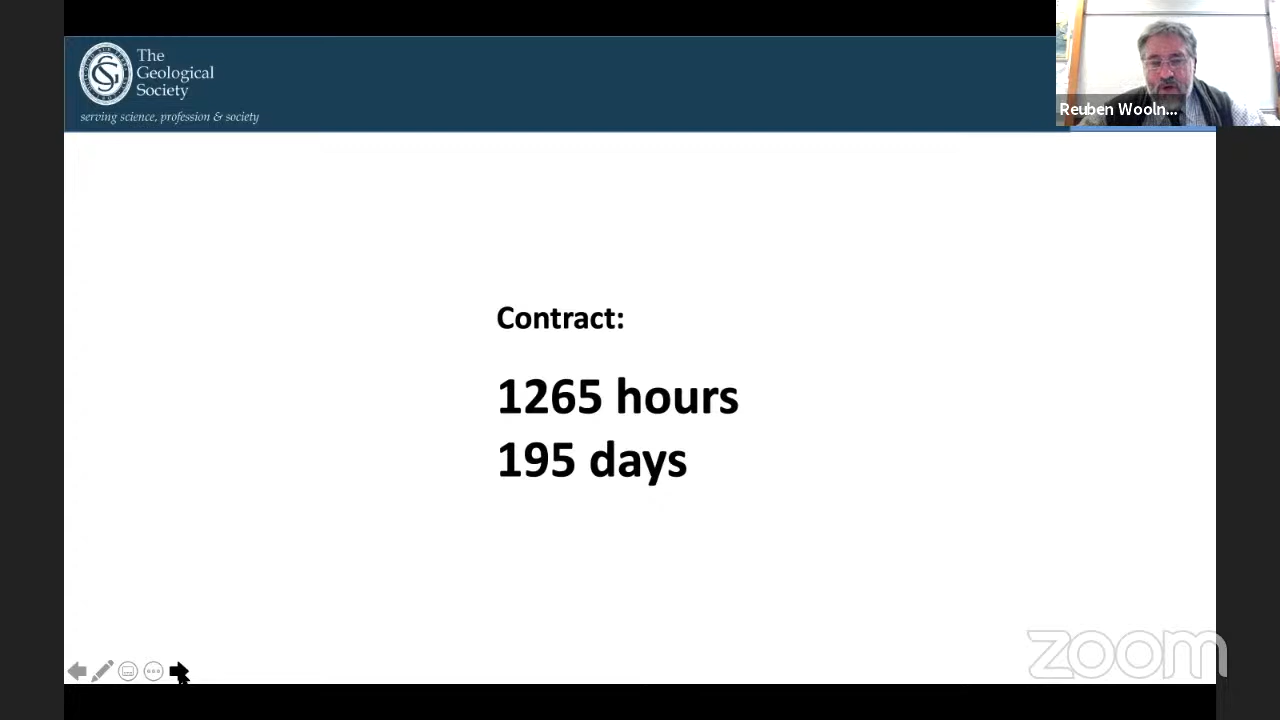 The
Geological
Society
serving science, profession & society
Reuben Wooln...
Contract:
1265 hours
195 days
zoom